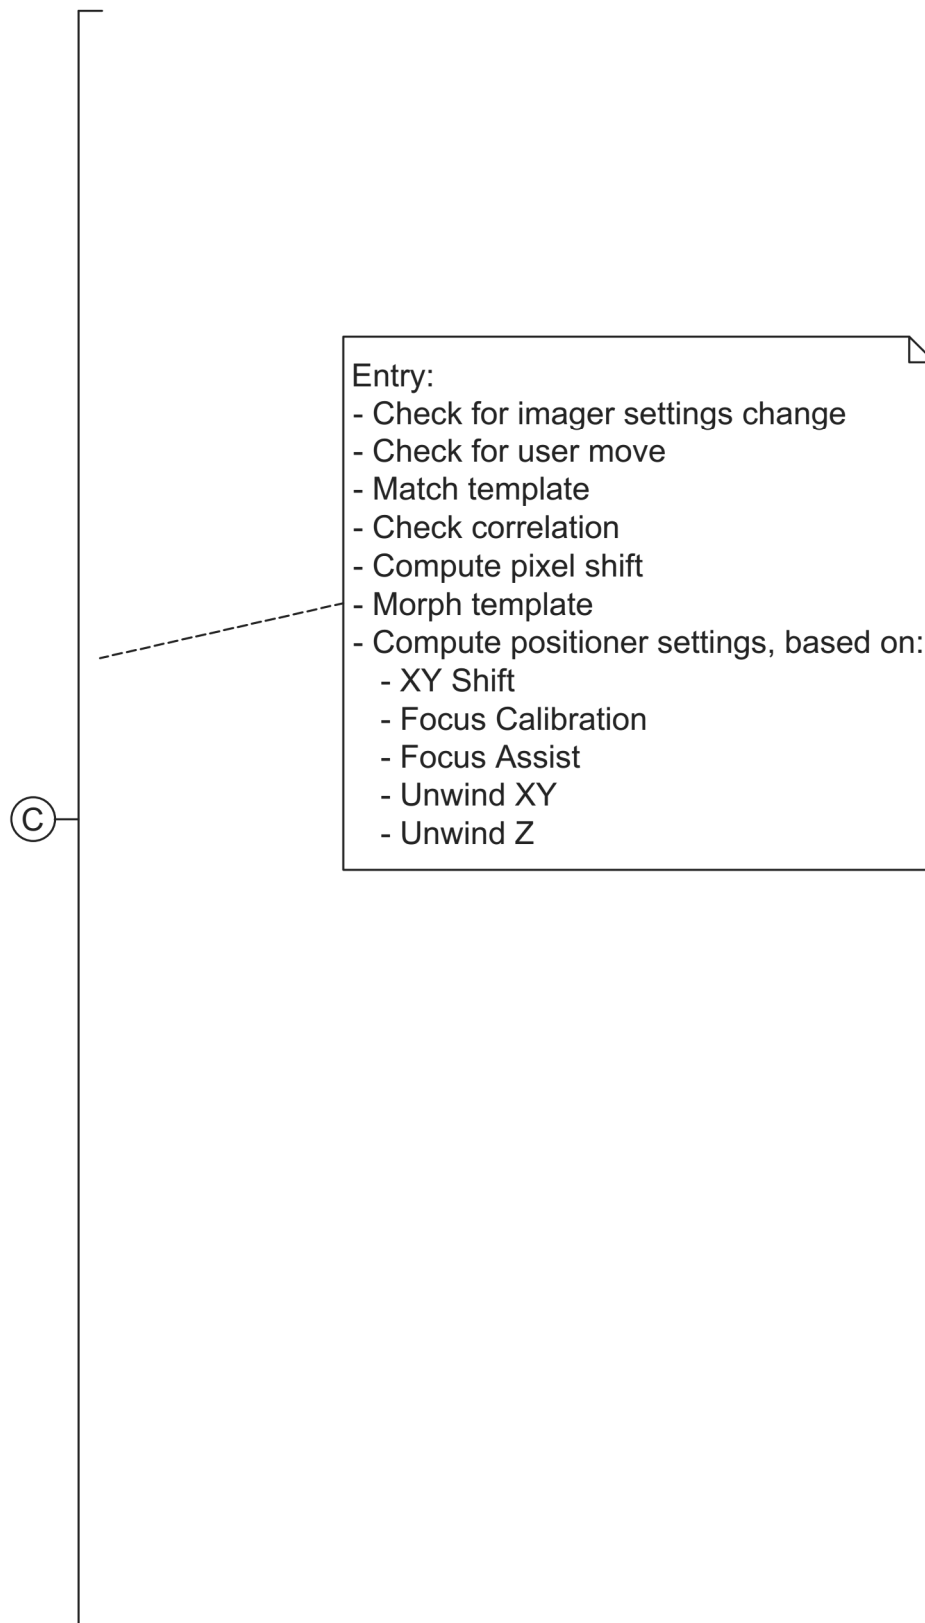 Entry:
- Check for imager settings change
- Check for user move
- Match template
- Check correlation
- Compute pixel shift
- Morph template
- Compute positioner settings, based on:
- XY Shift
- Focus Calibration
- Focus Assist
- Unwind XY
- Unwind Z
C